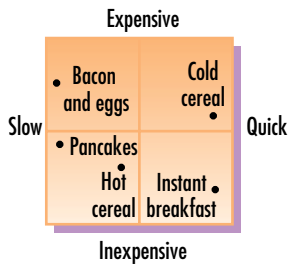 Expensive
Bacon
and eggs
Cold
cereal
Slow
Quick
Pancakes
Hot
cereal
Instant
breakfast
Inexpensive